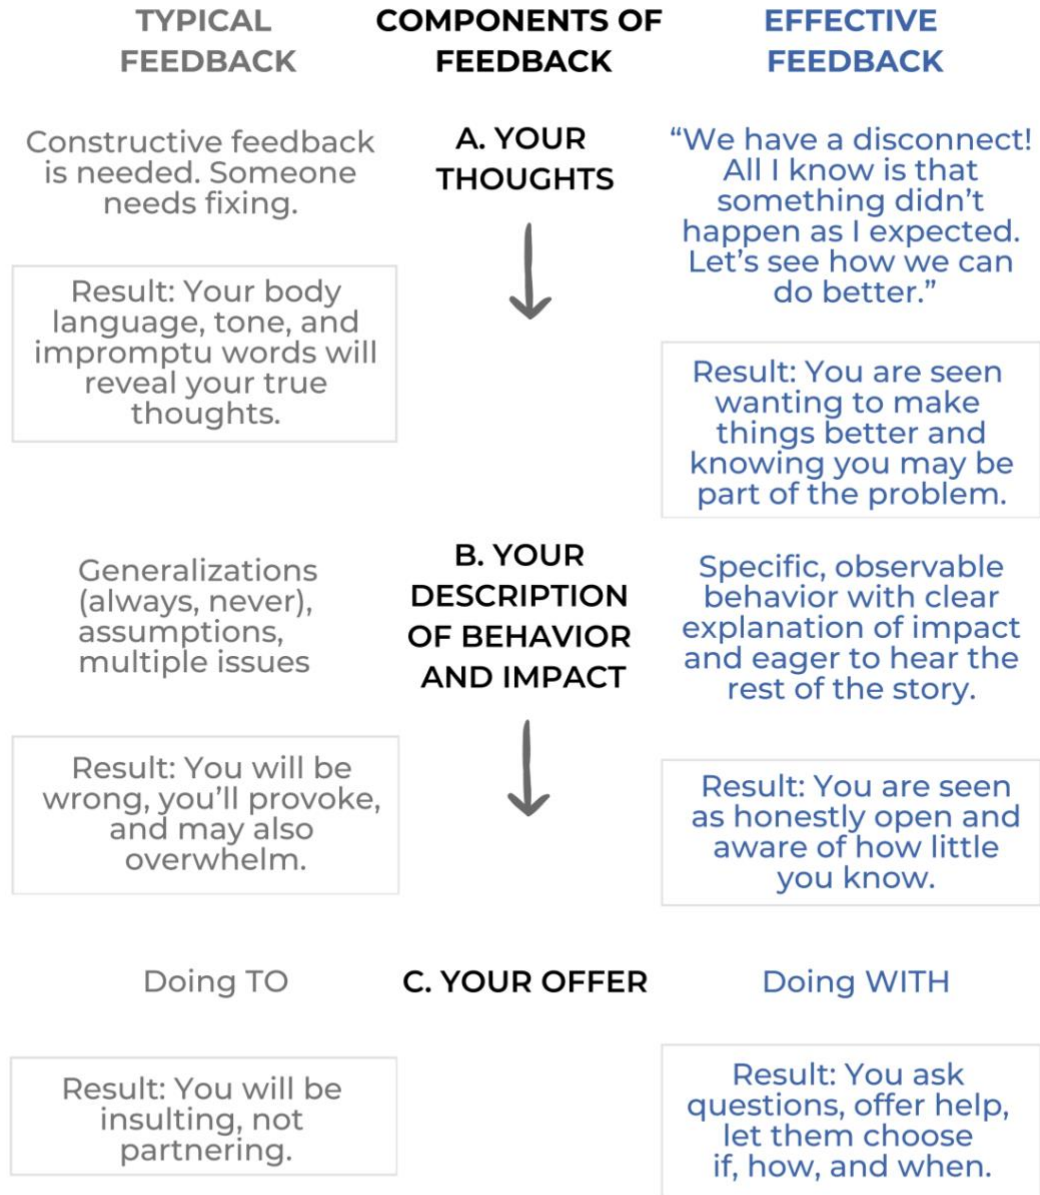 TYPICAL
FEEDBACK
COMPONENTS OF
FEEDBACK
EFFECTIVE
FEEDBACK
Constructive feedback
is needed. Someone
needs fixing.
A. YOUR
THOUGHTS
“We have a disconnect!
All I know is that
something didn’t
happen as I expected.
Let’s see how we can
do better.”
Result: Your body
language, tone, and
impromptu words will
reveal your true
thoughts.
Result: You are seen
wanting to make
things better and
knowing you may be
part of the problem.
Generalizations
(always, never),
assumptions,
multiple issues
B. YOUR
DESCRIPTION
OF BEHAVIOR
AND IMPACT
Specific, observable
behavior with clear
explanation of impact
and eager to hear the
rest of the story.
Result: You will be
wrong, you’ll provoke,
and may also
overwhelm.
Result: You are seen
as honestly open and
aware of how little
you know.
Doing TO
C. YOUR OFFER
Doing WITH
Result: You will be
insulting, not
partnering.
Result: You ask
questions, offer help,
let them choose
if, how, and when.